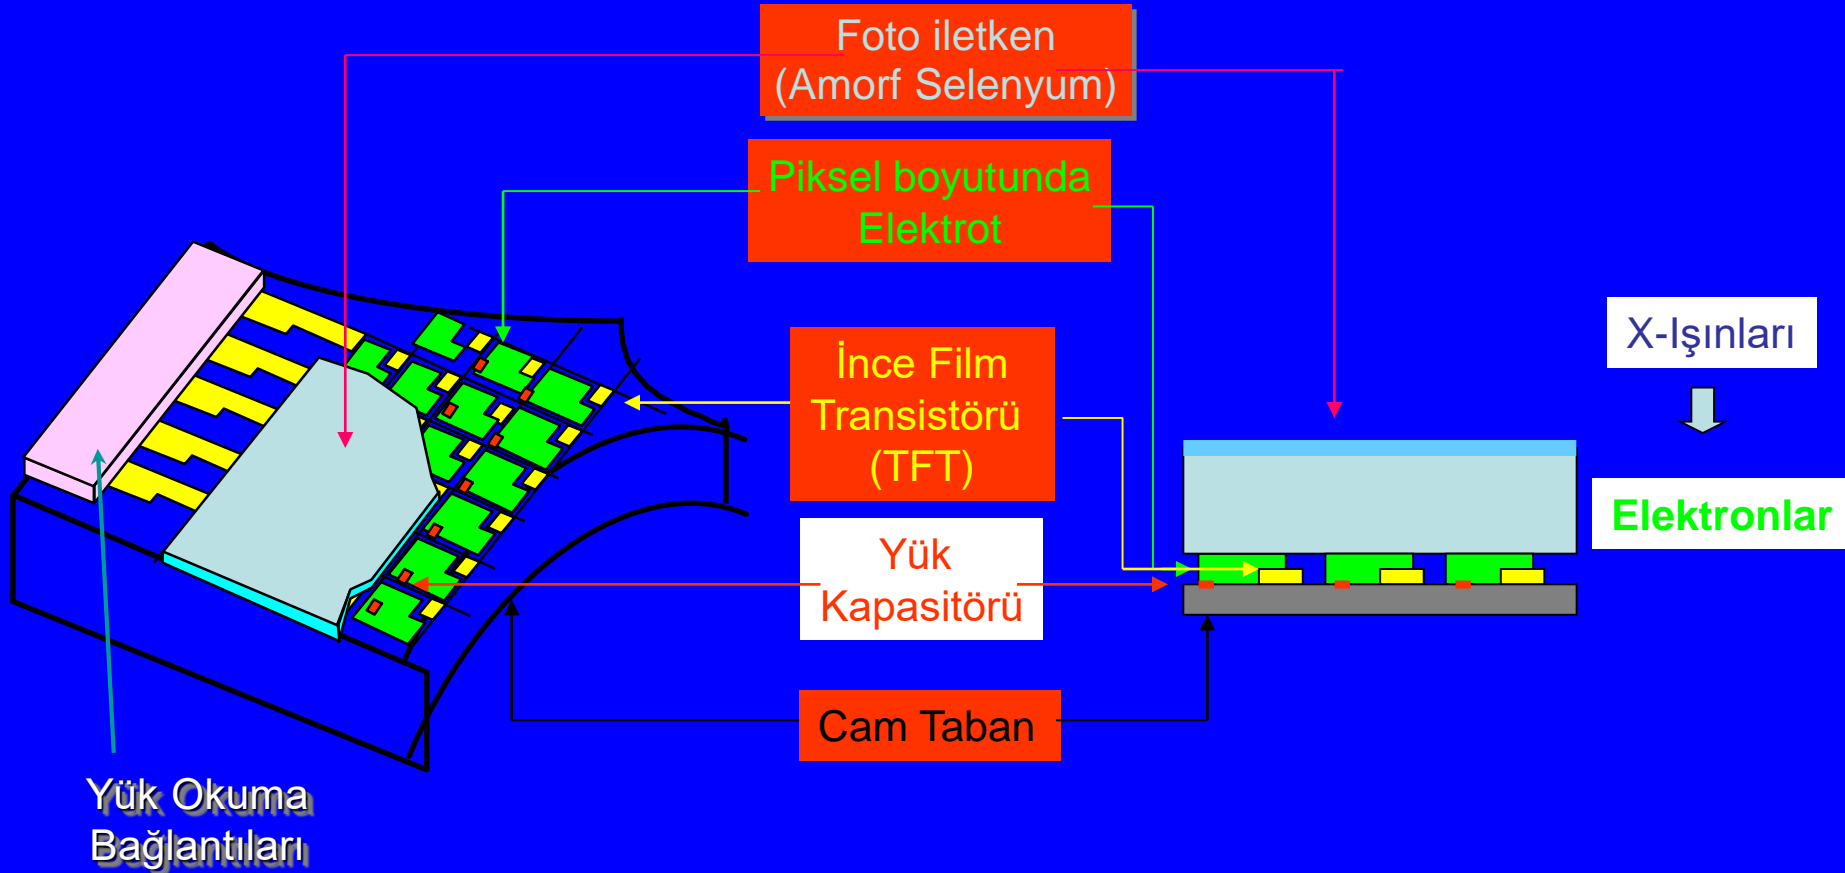 Foto iletken
(Amorf Selenyum)
Piksel boyutunda
Elektrot
İnce Film
Transistörü
(TFT)
X-Işınları
Elektronlar
Yük
Kapasitörü
Cam Taban
Yük Okuma
Bağlantıları